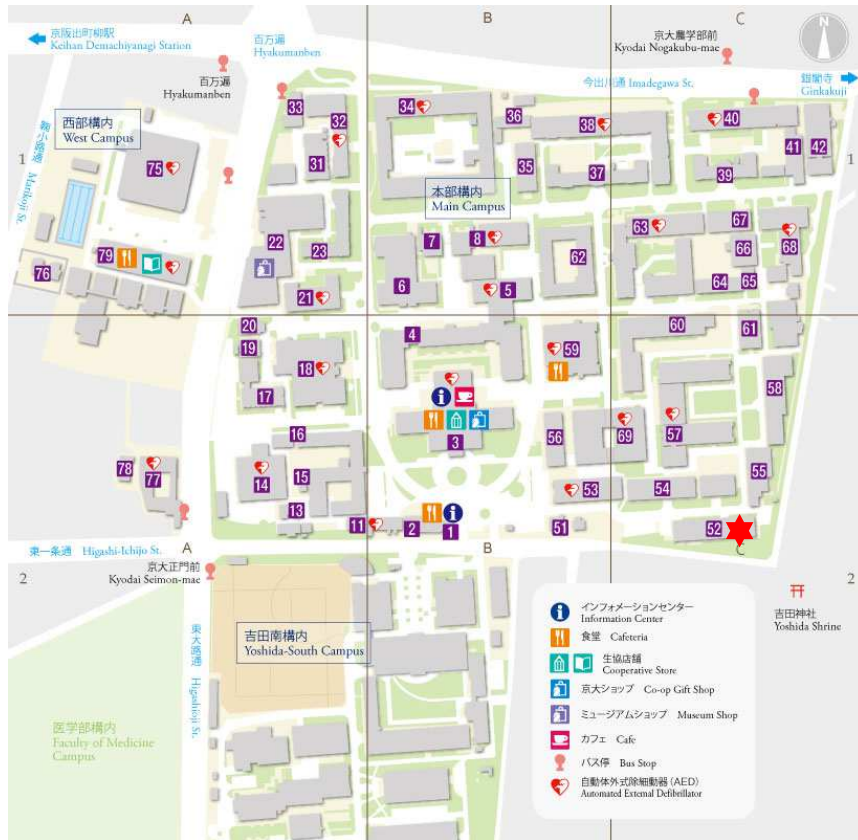 A
B
C
京阪出町柳駅
Keihan Demachiyanagi Station
百万遍
Hyakumanben
百万遍
Hyakumanben
京大農学部前
Kyodai Nogakubu-mae
N
今出川通 Imadegawa St.
銀閣寺
Ginkakuji
西部構内
West Campus
鞠小路通 Marikoji St.
本部構内
Main Campus
33
32
34
36
38
40
41
42
1
75
31
35
37
39
1
79
76
22
23
7
8
6
5
62
63
67
66
68
64
65
21
20
19
18
17
4
59
60
61
58
16
3
56
69
57
78
77
14
15
13
53
54
55
11
2
1
51
52
東一条通 Higashi-Ichijo St.
A
B
C
2
2
京大正門前
Kyodai Seimon-mae
吉田神社
Yoshida Shrine
吉田南構内
Yoshida-South Campus
東大路通 Higashioji St.
医学部構内
Faculty of Medicine
Campus
インフォメーションセンター
Information Center
食堂 Cafeteria
生協店舗
Cooperative Store
京大ショップ Co-op Gift Shop
ミュージアムショップ Museum Shop
カフェ Cafe
バス停 Bus Stop
自動体外式除細動器（AED）
Automated External Defibrillator